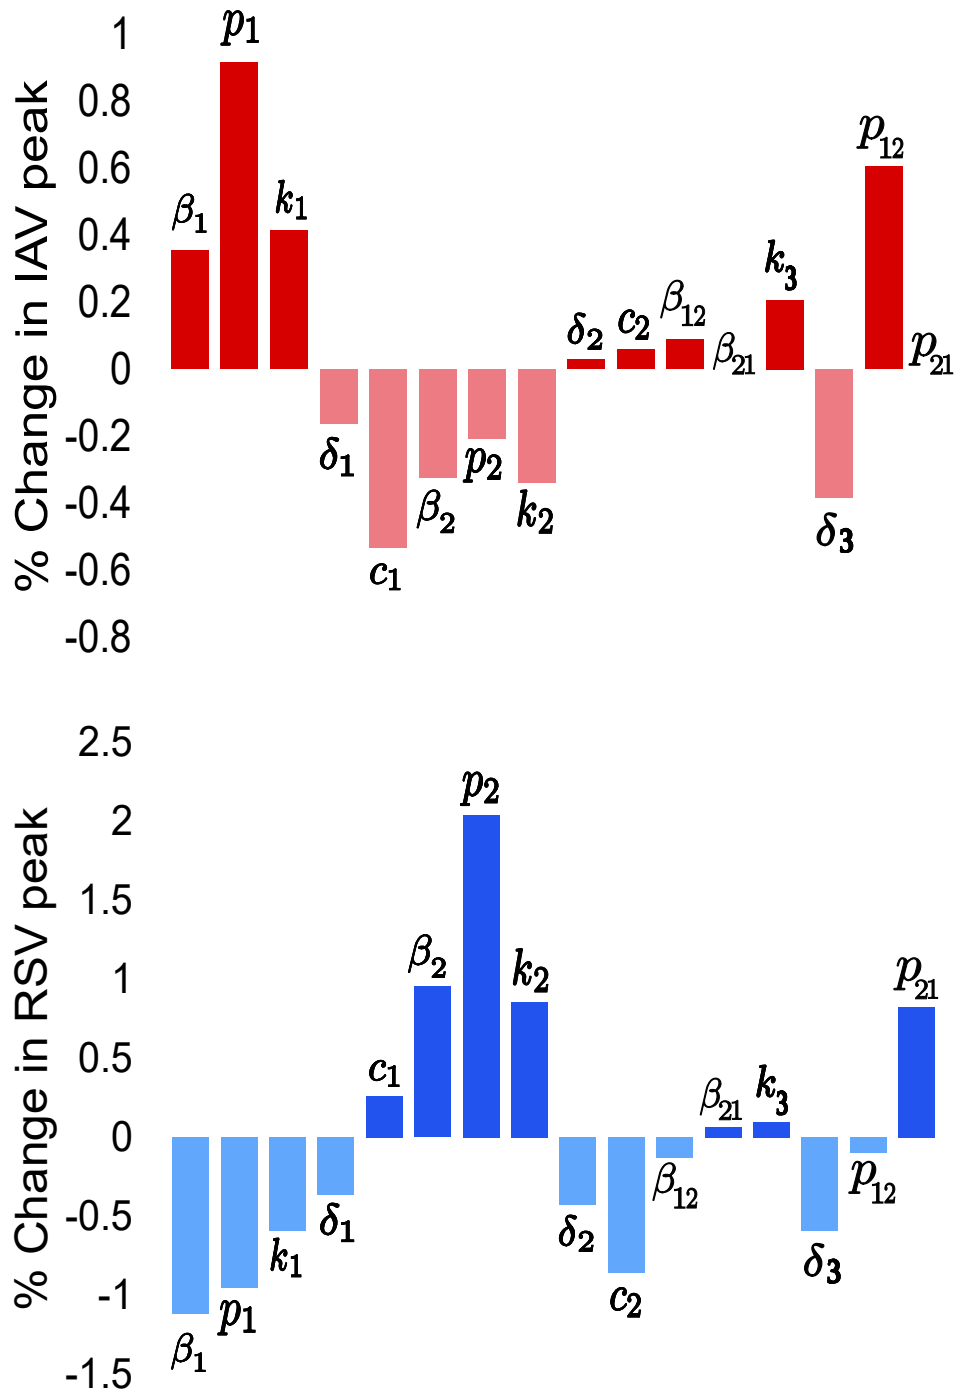 % Change in IAV peak
1
0.8
0.6
0.4
0.2
0
-0.2
-0.4
-0.6
-0.8
β₁
p₁
k₁
δ₁
c₁
β₂
p₂
k₂
δ₂
c₂
β₁₂
β₂₁
k₃
δ₃
p₁₂
p₂₁
% Change in RSV peak
2.5
2
1.5
1
0.5
0
-0.5
-1
-1.5
β₁
p₁
k₁
δ₁
c₁
β₂
p₂
k₂
δ₂
c₂
β₁₂
β₂₁
k₃
δ₃
p₁₂
p₂₁